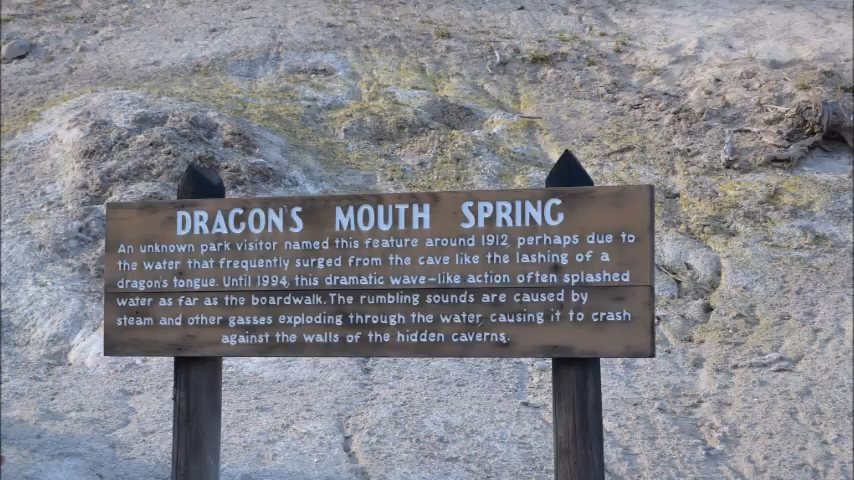 DRAGON'S MOUTH SPRING
An unknown park visitor named this feature around 1912, perhaps due to
the water that frequently surged from the cave like the lashing of a
dragon's tongue. Until 1994, this dramatic wave-like action often splashed
water as far as the boardwalk. The rumbling sounds are caused by
steam and other gasses exploding through the water causing it to crash
against the walls of the hidden caverns.